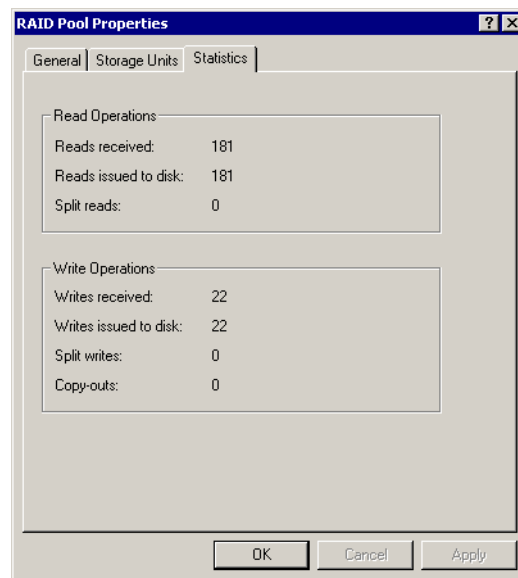 RAID Pool Properties
General Storage Units Statistics
Read Operations
Reads received: 181
Reads issued to disk: 181
Split reads: 0
Write Operations
Writes received: 22
Writes issued to disk: 22
Split writes: 0
Copy-outs: 0
OK Cancel Apply